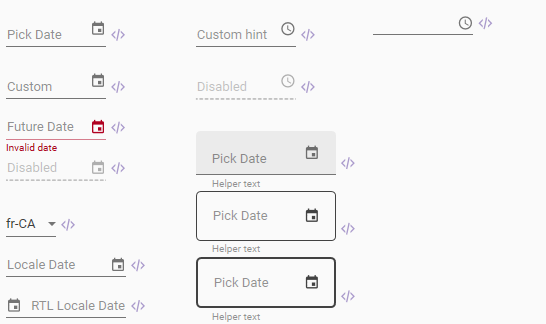 Pick Date
Custom
Future Date
Invalid date
Disabled
fr-CA
Locale Date
RTL Locale Date
Custom hint
Disabled
Pick Date
Helper text
Pick Date
Helper text
Pick Date
Helper text